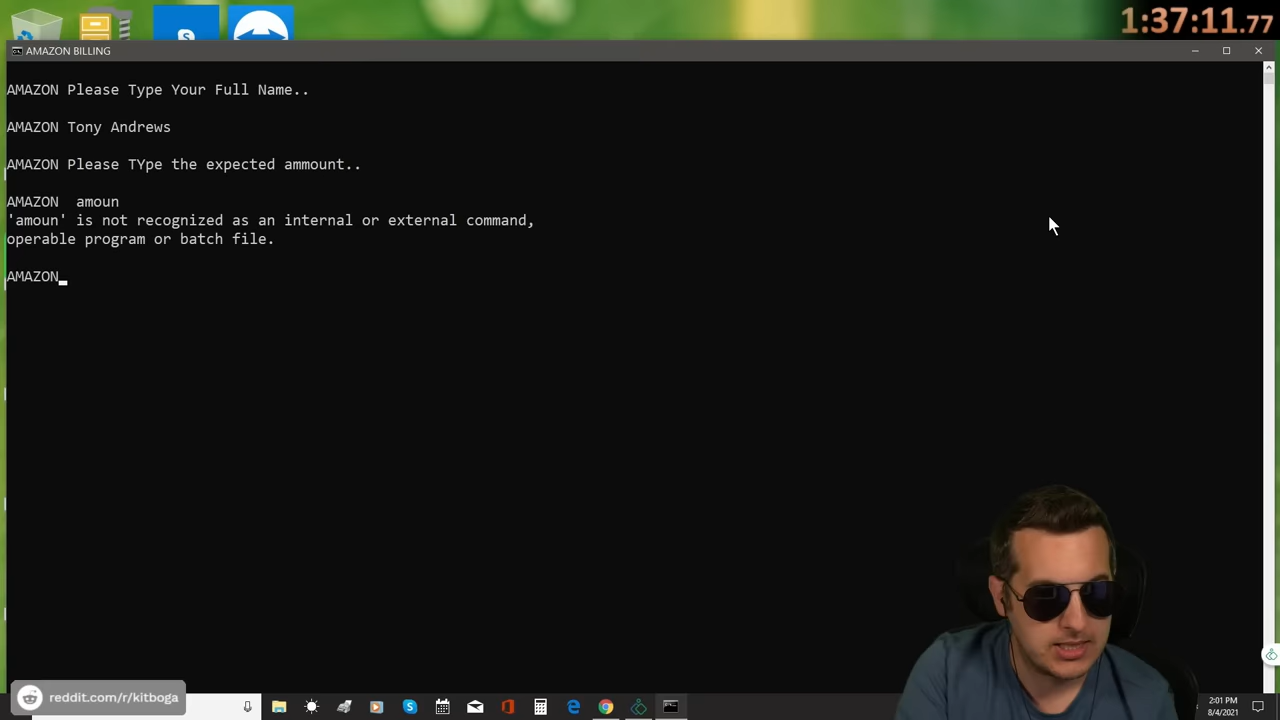 1:37:11.77
AMAZON BILLING
AMAZON Please Type Your Full Name..
AMAZON Tony Andrews
AMAZON Please TYpe the expected ammount..
AMAZON  amoun
'amoun' is not recognized as an internal or external command,
operable program or batch file.
AMAZON
reddit.com/r/kitboga
2:01 PM
8/4/2021